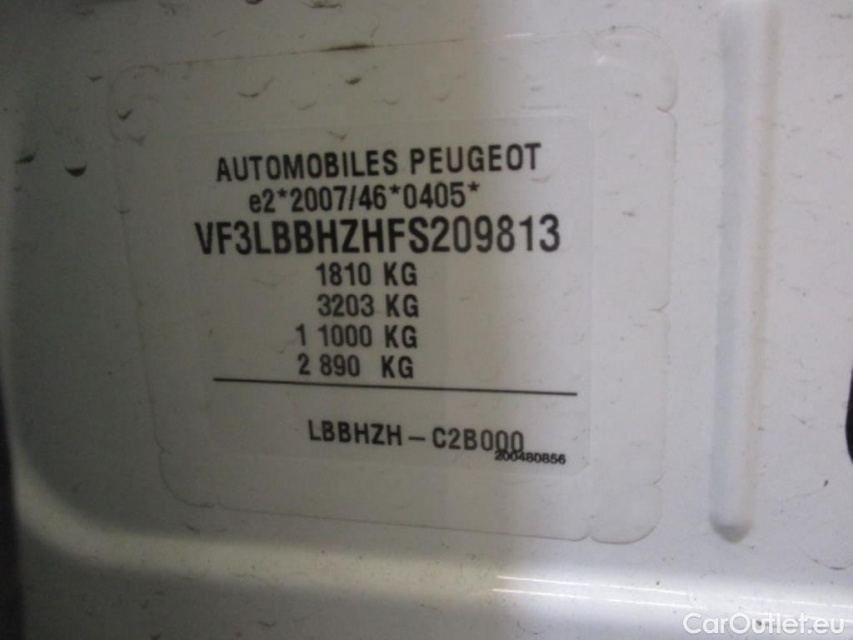 AUTOMOBILES PEUGEOT
e2*2007/46*0405*
VF3LBBHZHFS209813
1810 KG
3203 KG
1 1000 KG
2 890 KG
LBBHZH-C2B000
200480856
CarOutlet.eu